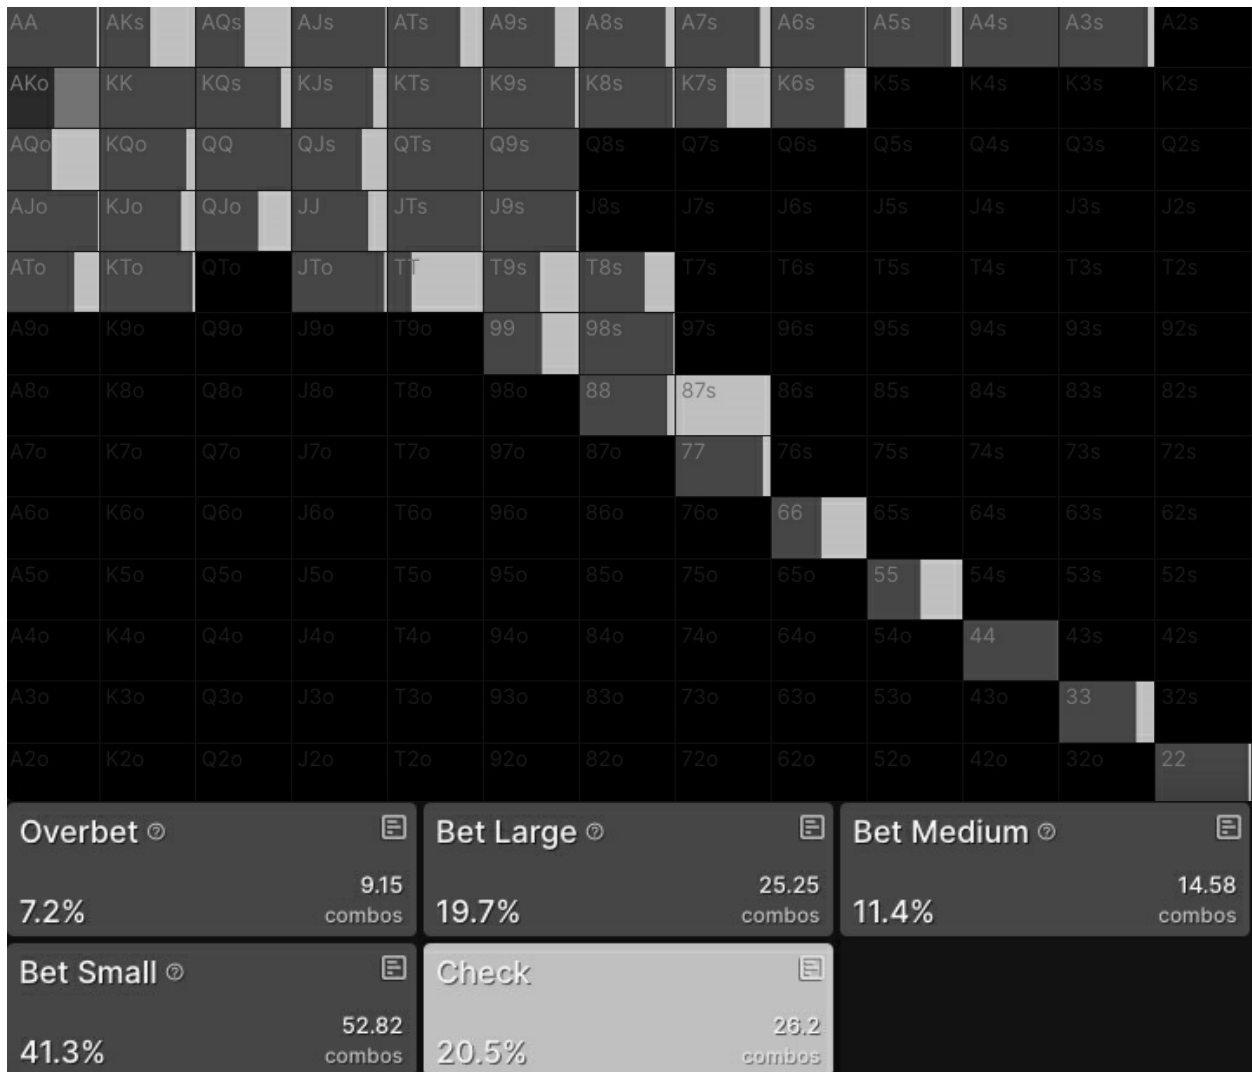 AA AKs AQs AJs ATs A9s A8s A7s A6s A5s A4s A3s A2s
AKo KK KQs KJs KTs K9s K8s K7s K6s K5s K4s K3s K2s
AQo KQo QQ QJs QTs Q9s Q8s Q7s Q6s Q5s Q4s Q3s Q2s
AJo KJo QJo JJ JTs J9s J8s J7s J6s J5s J4s J3s J2s
ATo KTo QTo JTo TT T9s T8s T7s T6s T5s T4s T3s T2s
A9o K9o Q9o J9o T9o 99 98s 97s 96s 95s 94s 93s 92s
A8o K8o Q8o J8o T8o 98o 88 87s 86s 85s 84s 83s 82s
A7o K7o Q7o J7o T7o 97o 87o 77 76s 75s 74s 73s 72s
A6o K6o Q6o J6o T6o 96o 86o 76o 66 65s 64s 63s 62s
A5o K5o Q5o J5o T5o 95o 85o 75o 65o 55 54s 53s 52s
A4o K4o Q4o J4o T4o 94o 84o 74o 64o 54o 44 43s 42s
A3o K3o Q3o J3o T3o 93o 83o 73o 63o 53o 43o 33 32s
A2o K2o Q2o J2o T2o 92o 82o 72o 62o 52o 42o 32o 22
Overbet ?
9.15
7.2% combos
Bet Large ?
25.25
19.7% combos
Bet Medium ?
14.58
11.4% combos
Bet Small ?
52.82
41.3% combos
Check
26.2
20.5% combos